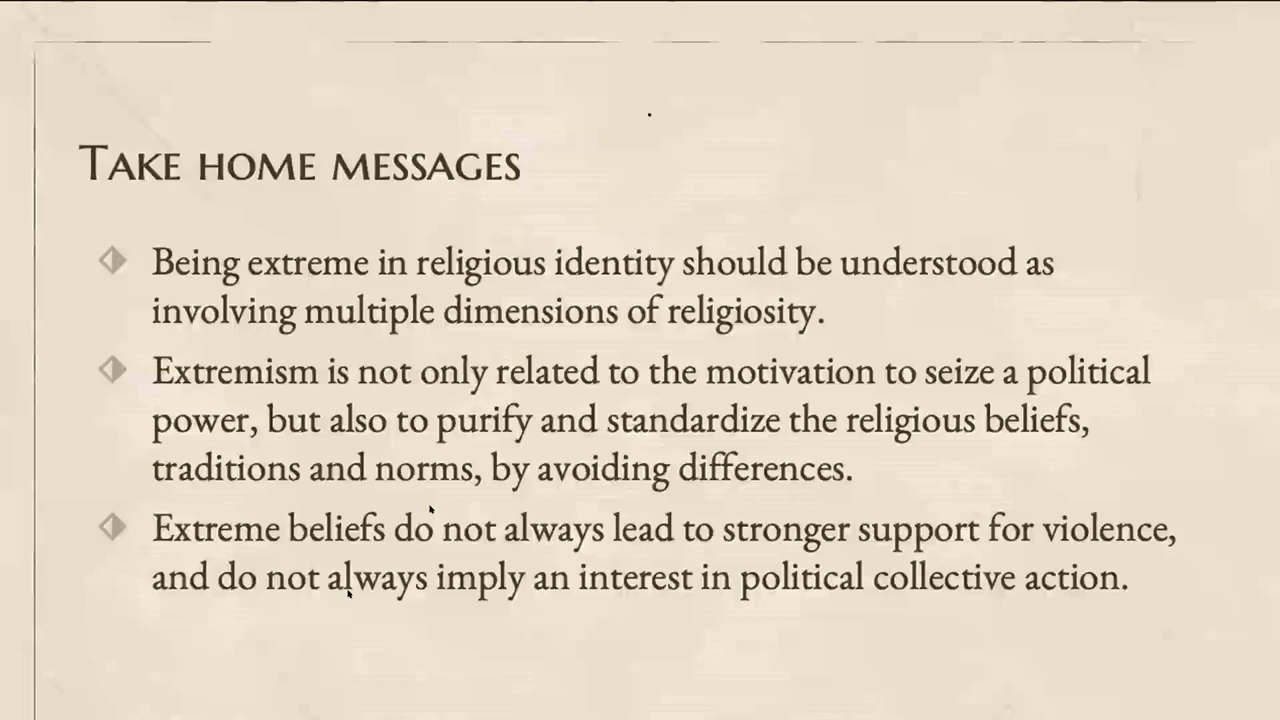 Take home messages
Being extreme in religious identity should be understood as
involving multiple dimensions of religiosity.
Extremism is not only related to the motivation to seize a political
power, but also to purify and standardize the religious beliefs,
traditions and norms, by avoiding differences.
Extreme beliefs do not always lead to stronger support for violence,
and do not always imply an interest in political collective action.